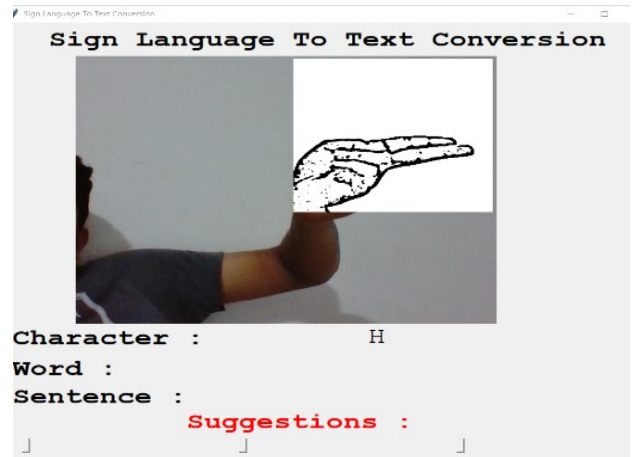 Sign Language To Text Conversion
Sign Language To Text Conversion
Character : H
Word :
Sentence :
Suggestions :